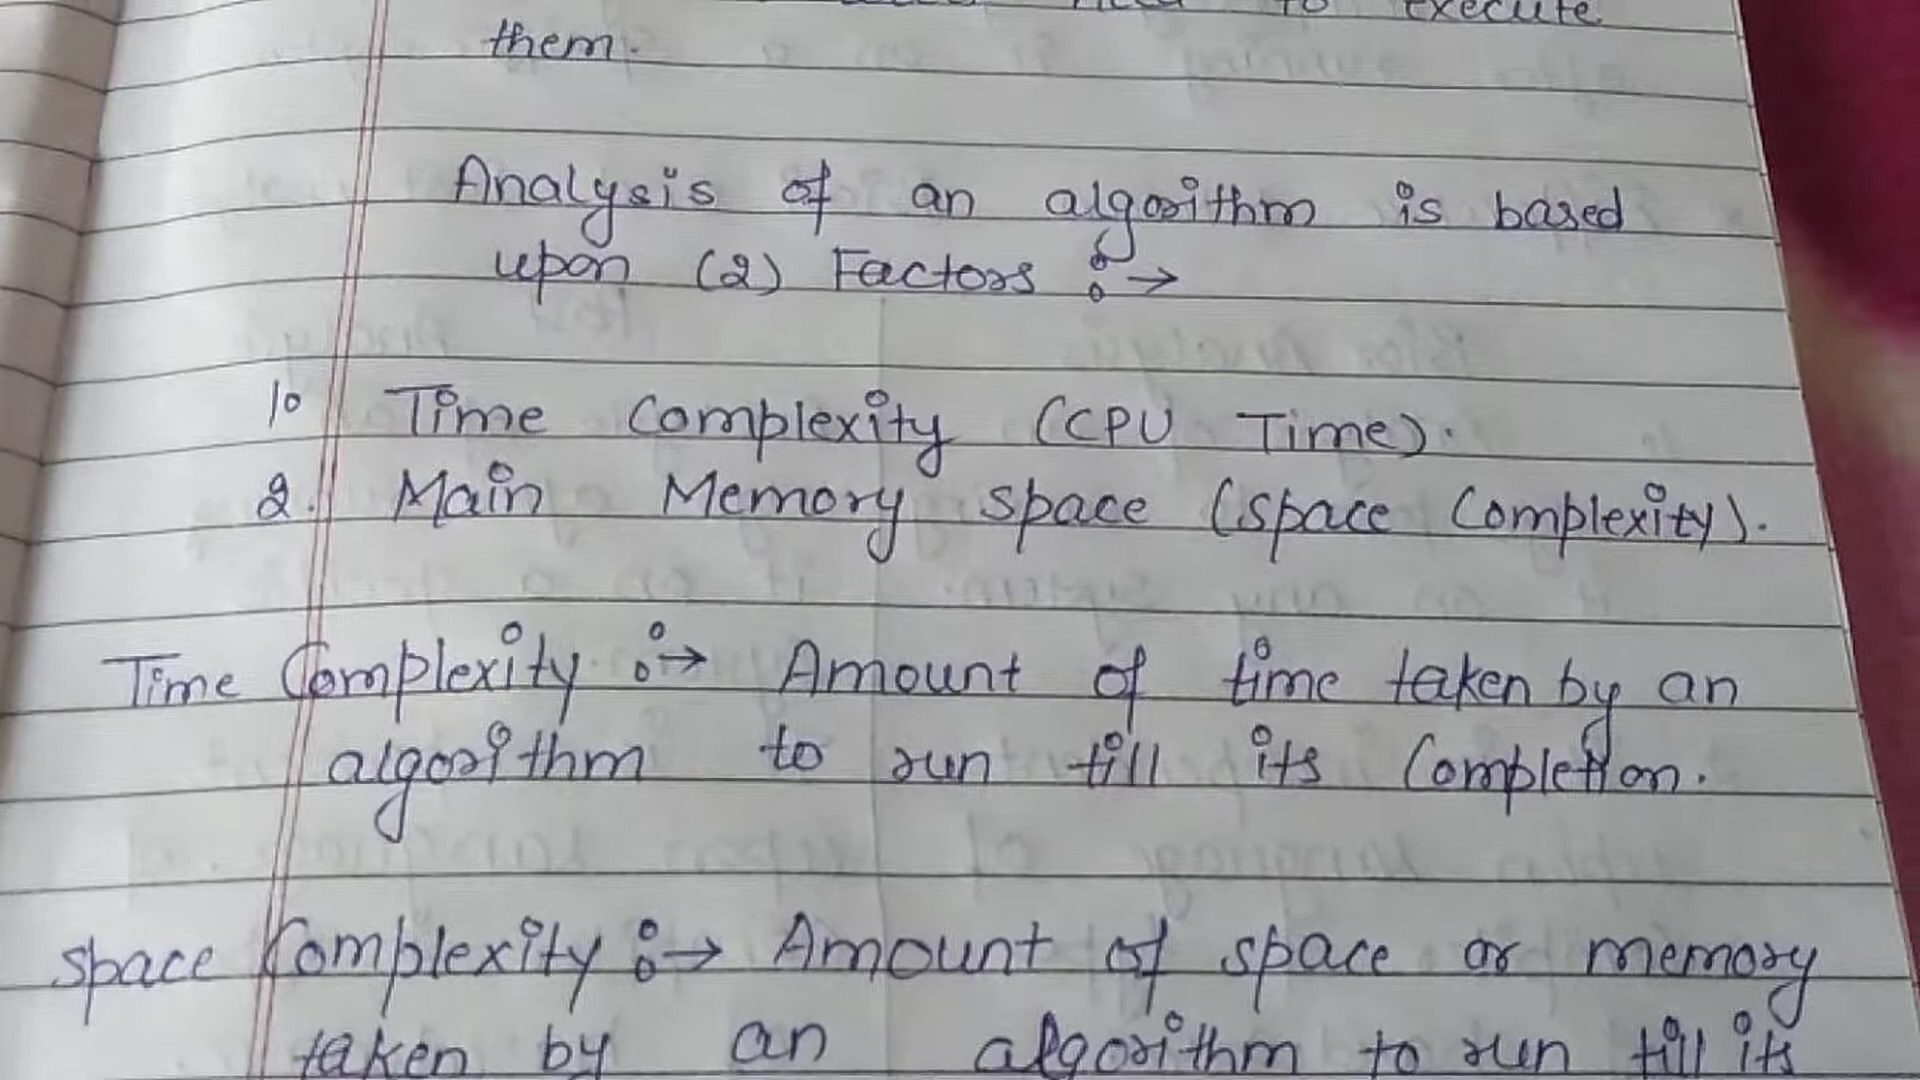 to execute
them.
Analysis of an algorithm is based
upon (2) Factors :→
1. Time Complexity (CPU Time).
2. Main Memory space (space Complexity).
Time Complexity :→ Amount of time taken by an
algorithm to run till its Completion.
space Complexity :→ Amount of space or memory
taken by an algorithm to run till its